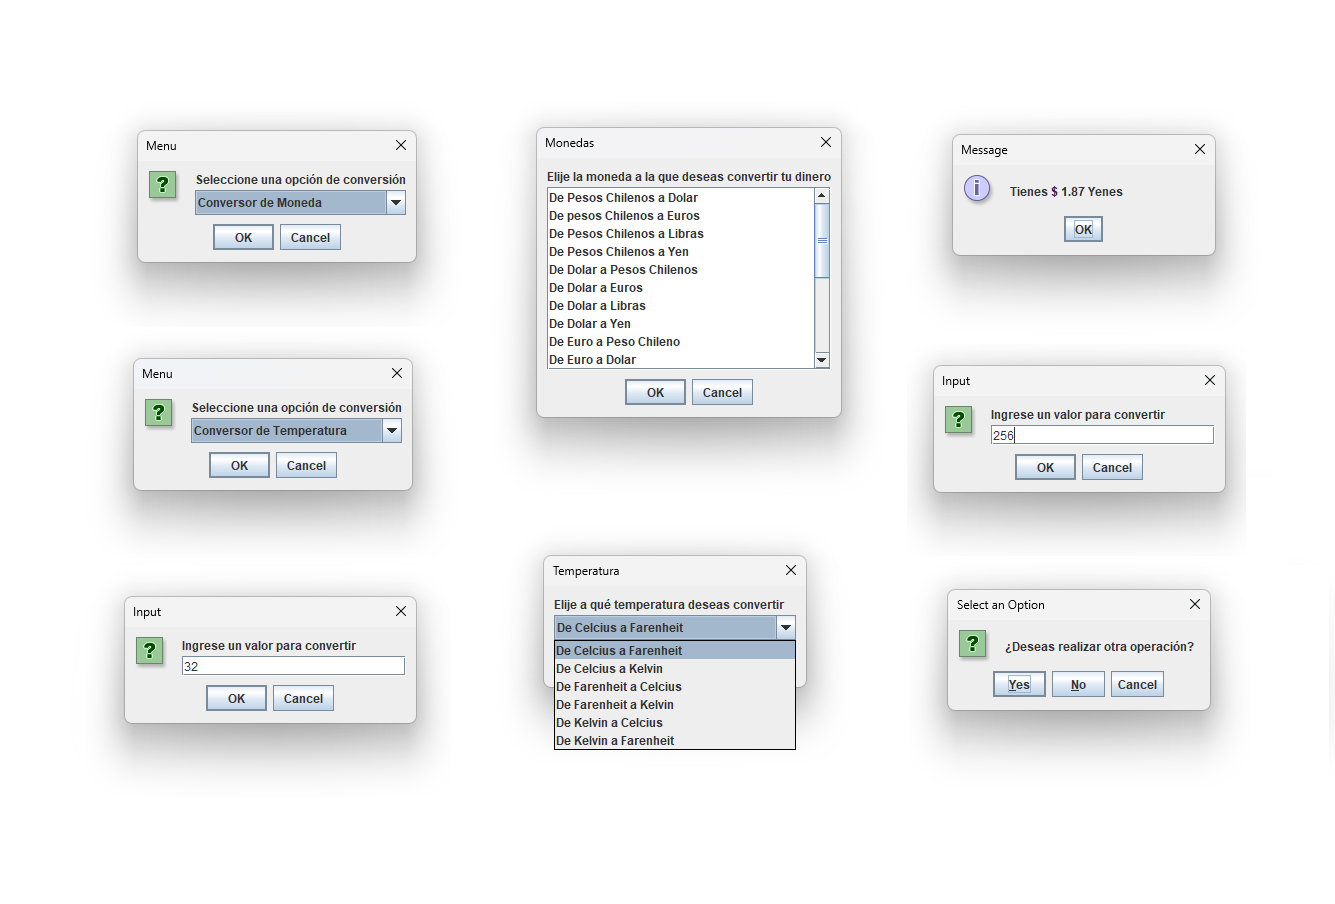 Menu
Seleccione una opción de conversión
Conversor de Moneda
OK
Cancel
Monedas
Elije la moneda a la que deseas convertir tu dinero
De Pesos Chilenos a Dolar
De pesos Chilenos a Euros
De Pesos Chilenos a Libras
De Pesos Chilenos a Yen
De Dolar a Pesos Chilenos
De Dolar a Euros
De Dolar a Libras
De Dolar a Yen
De Euro a Peso Chileno
De Euro a Dolar
OK
Cancel
Message
Tienes $ 1.87 Yenes
OK
Menu
Seleccione una opción de conversión
Conversor de Temperatura
OK
Cancel
Input
Ingrese un valor para convertir
256
OK
Cancel
Input
Ingrese un valor para convertir
32
OK
Cancel
Temperatura
Elije a qué temperatura deseas convertir
De Celcius a Farenheit
De Celcius a Farenheit
De Celcius a Kelvin
De Farenheit a Celcius
De Farenheit a Kelvin
De Kelvin a Celcius
De Kelvin a Farenheit
Select an Option
¿Deseas realizar otra operación?
Yes
No
Cancel